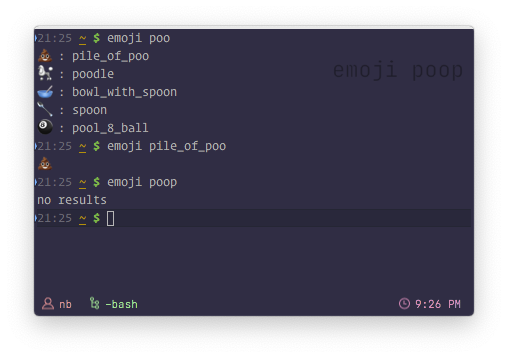 21:25 ~ $ emoji poo
💩 : pile_of_poo
emoji poop
🐩 : poodle
🥣 : bowl_with_spoon
🥄 : spoon
🎱 : pool_8_ball
21:25 ~ $ emoji pile_of_poo
💩
21:25 ~ $ emoji poop
no results
21:25 ~ $
nb -bash 9:26 PM